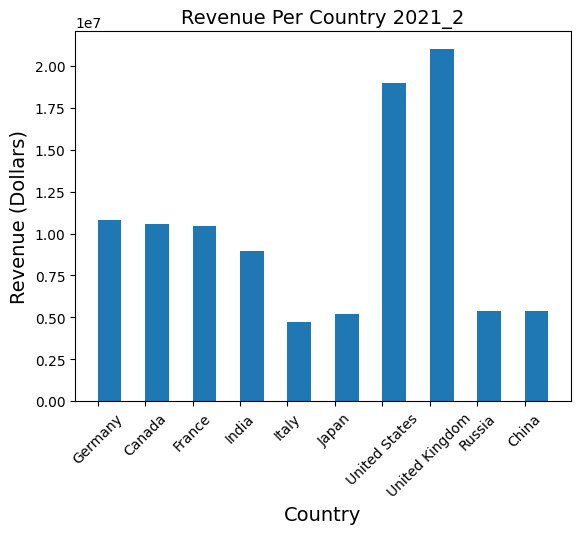 Revenue Per Country 2021_2
1e7
Revenue (Dollars)
2.00
1.75
1.50
1.25
1.00
0.75
0.50
0.25
0.00
Germany
Canada
France
India
Italy
Japan
United States
United Kingdom
Russia
China
Country